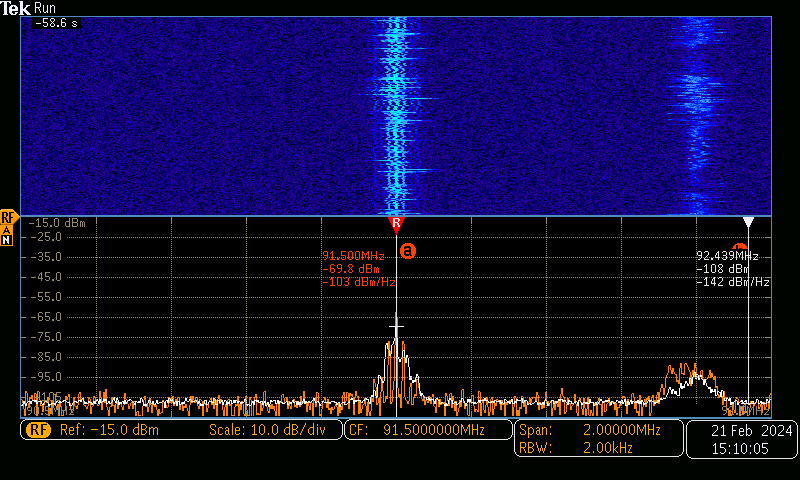 Tek Run
-58.6 s
RF
A
N
-15.0 dBm
R
-25.0
a
91.500MHz
-69.8 dBm
-103 dBm/Hz
92.439MHz
-108 dBm
-142 dBm/Hz
-35.0
-45.0
-55.0
-65.0
-75.0
-85.0
-95.0
RF Ref: -15.0 dBm Scale: 10.0 dB/div
CF: 91.5000000MHz
Span: 2.00000MHz
RBW: 2.00kHz
21 Feb 2024
15:10:05